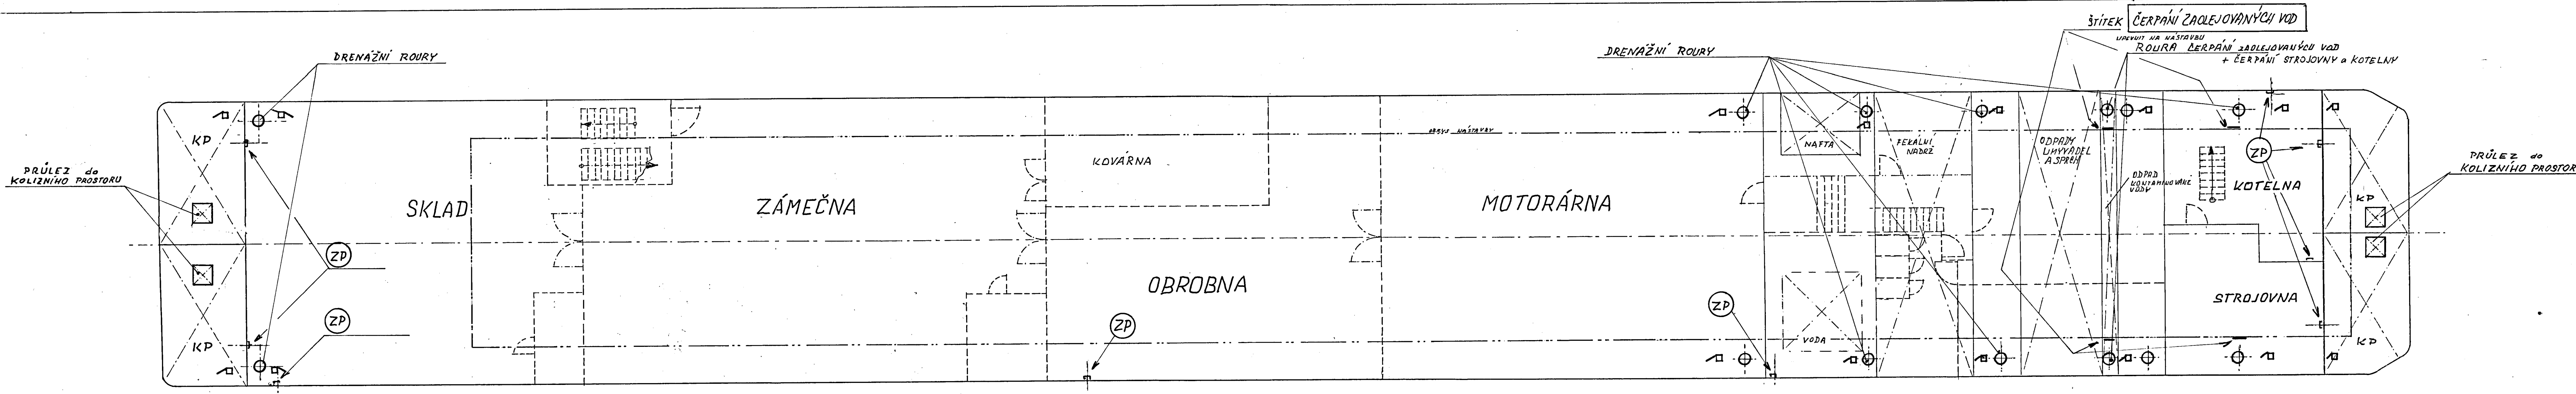 ŠTÍTEK ČERPÁNÍ ZAOLEJOVANÝCH VOD
UPEVNIT NA NÁSTAVBU
ROURA ČERPÁNÍ ZAOLEJOVANÝCH VOD
+ ČERPÁNÍ STROJOVNY a KOTELNY
DRENÁŽNÍ ROURY
DRENÁŽNÍ ROURY
OBRYS NÁSTAVBY
KP
PRŮLEZ do
KOLIZNÍHO PROSTORU
SKLAD
ZÁMEČNA
KOVÁRNA
MOTORÁRNA
NAFTA
FEKÁLNÍ
NÁDRŽ
ODPADY
UMYVADEL
A SPRCH
ODPAD
KONTAMINOVANÉ
VODY
ZP
KOTELNA
KP
PRŮLEZ do
KOLIZNÍHO PROSTOR
ZP
ZP
KP
OBROBNA
ZP
ZP
VODA
STROJOVNA
KP